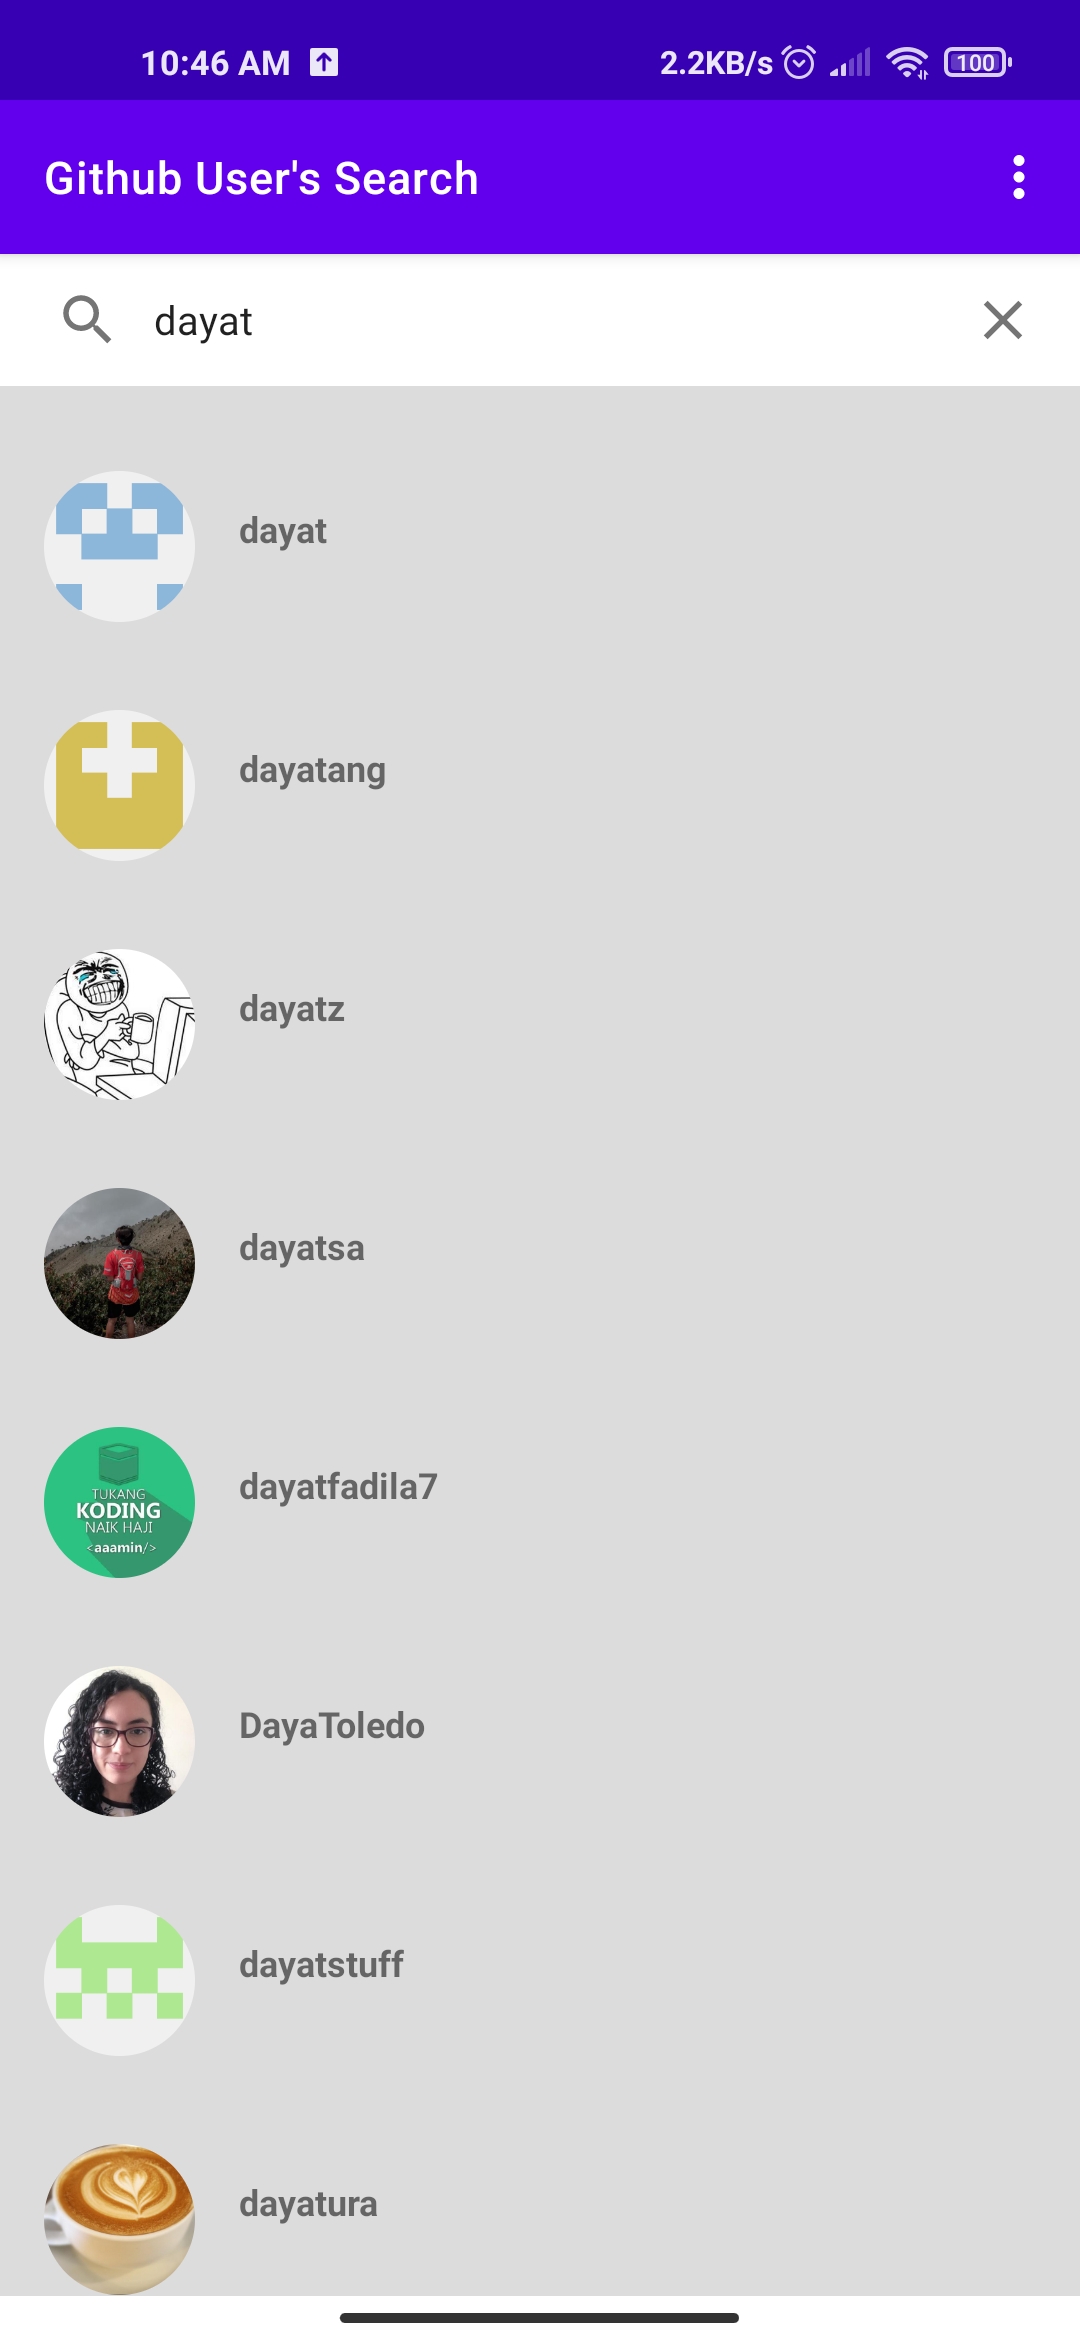 10:46 AM 2.2KB/s 100
Github User's Search
dayat
dayat
dayatang
dayatz
dayatsa
TUKANG
KODING
NAIK HAJI
<aaamin/>
dayatfadila7
DayaToledo
dayatstuff
dayatura